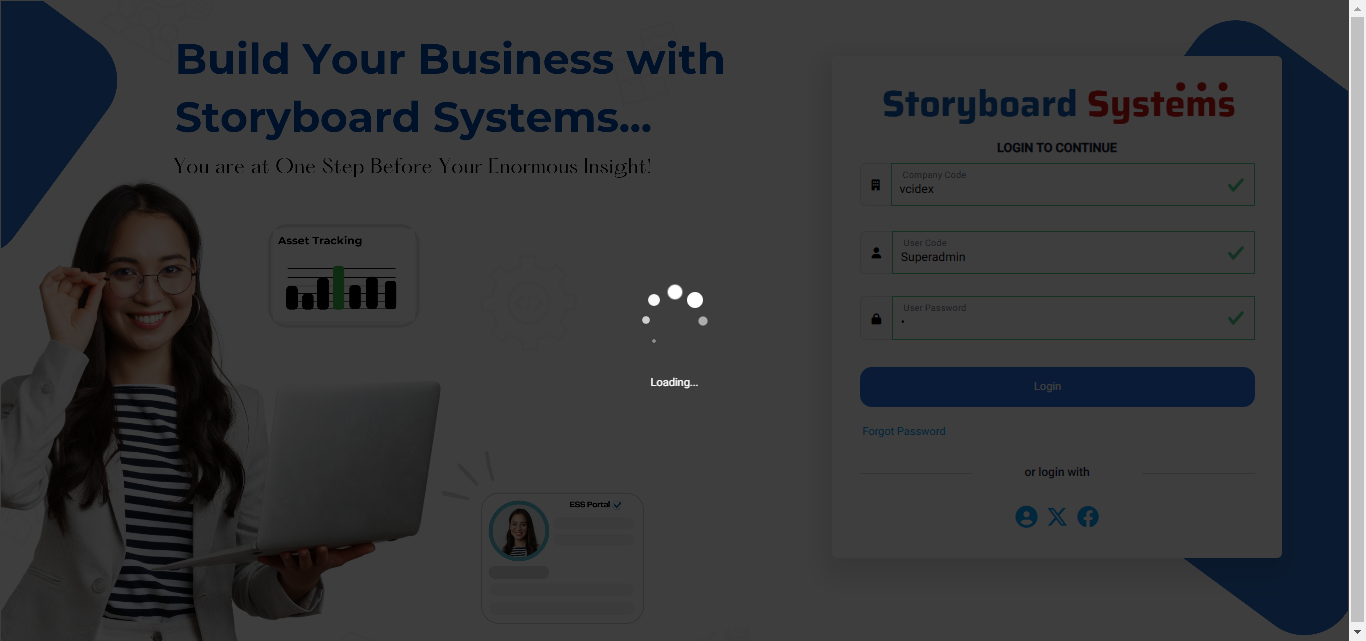 Build Your Business with
Storyboard Systems...
You are at One Step Before Your Enormous Insight!
Asset Tracking
ESS Portal
Loading...
Storyboard Systems
LOGIN TO CONTINUE
Company Code
vcidex
User Code
Superadmin
User Password
Login
Forgot Password
or login with